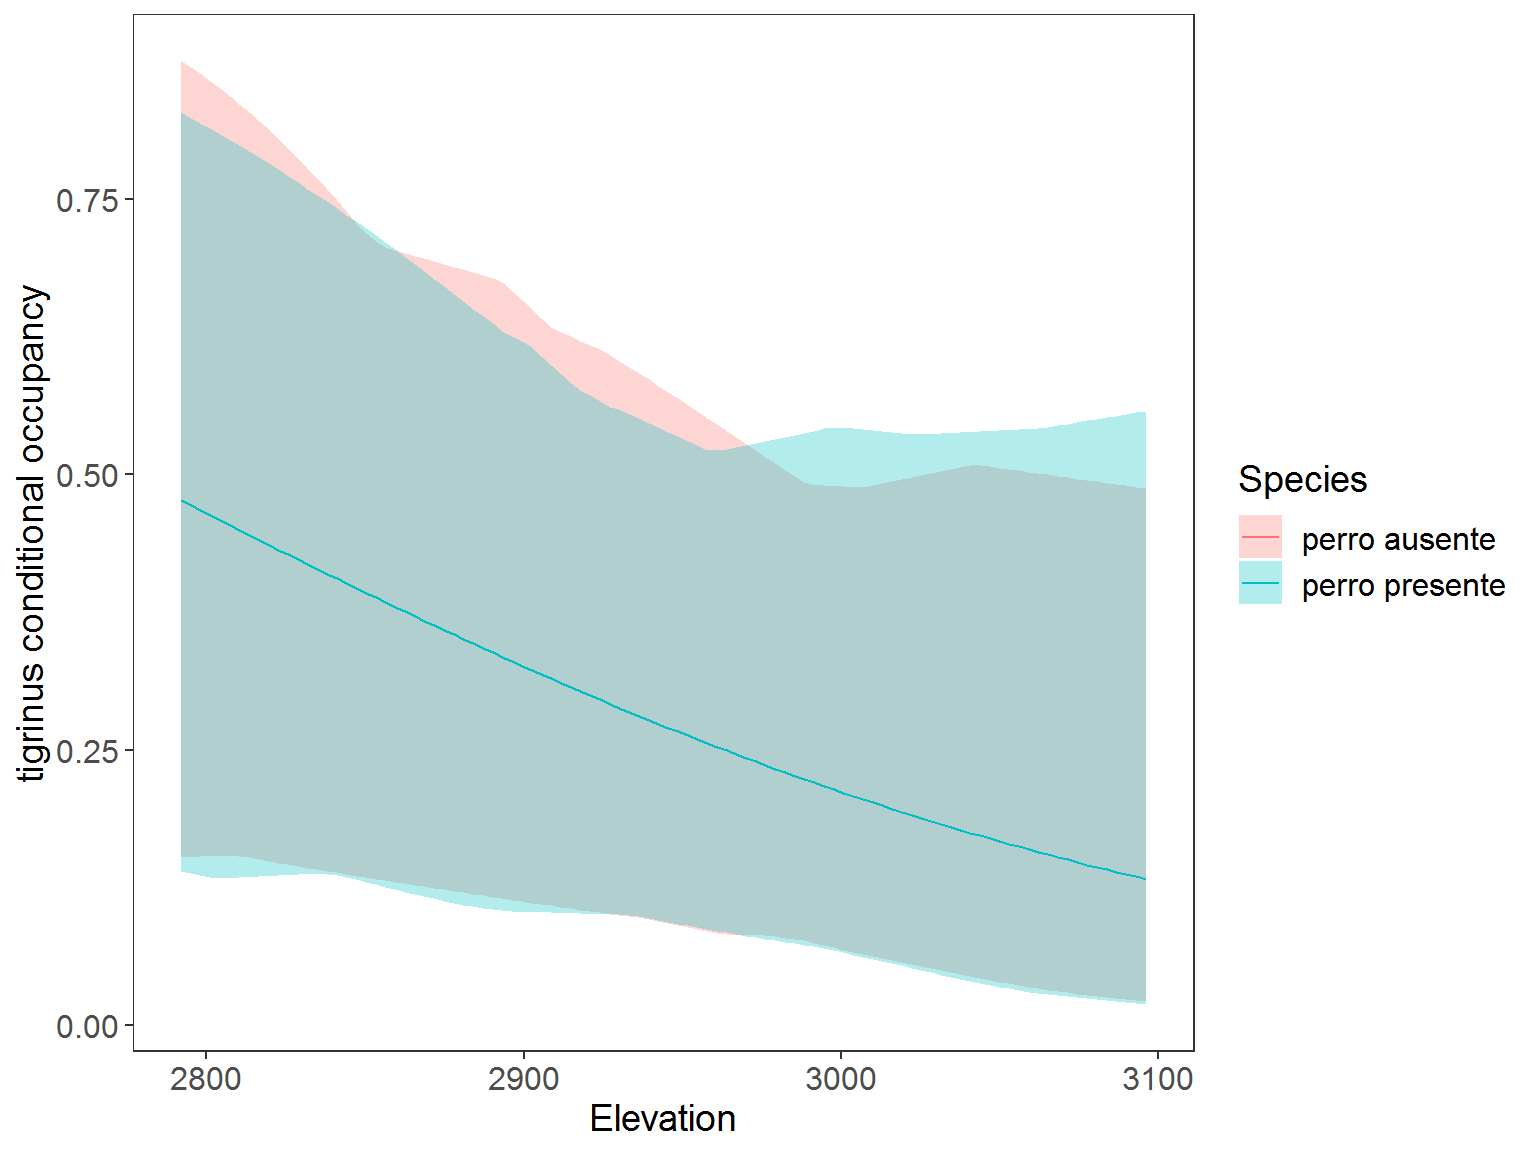 tigrinus conditional occupancy
0.75
0.50
0.25
0.00
2800 2900 3000 3100
Elevation
Species
perro ausente
perro presente